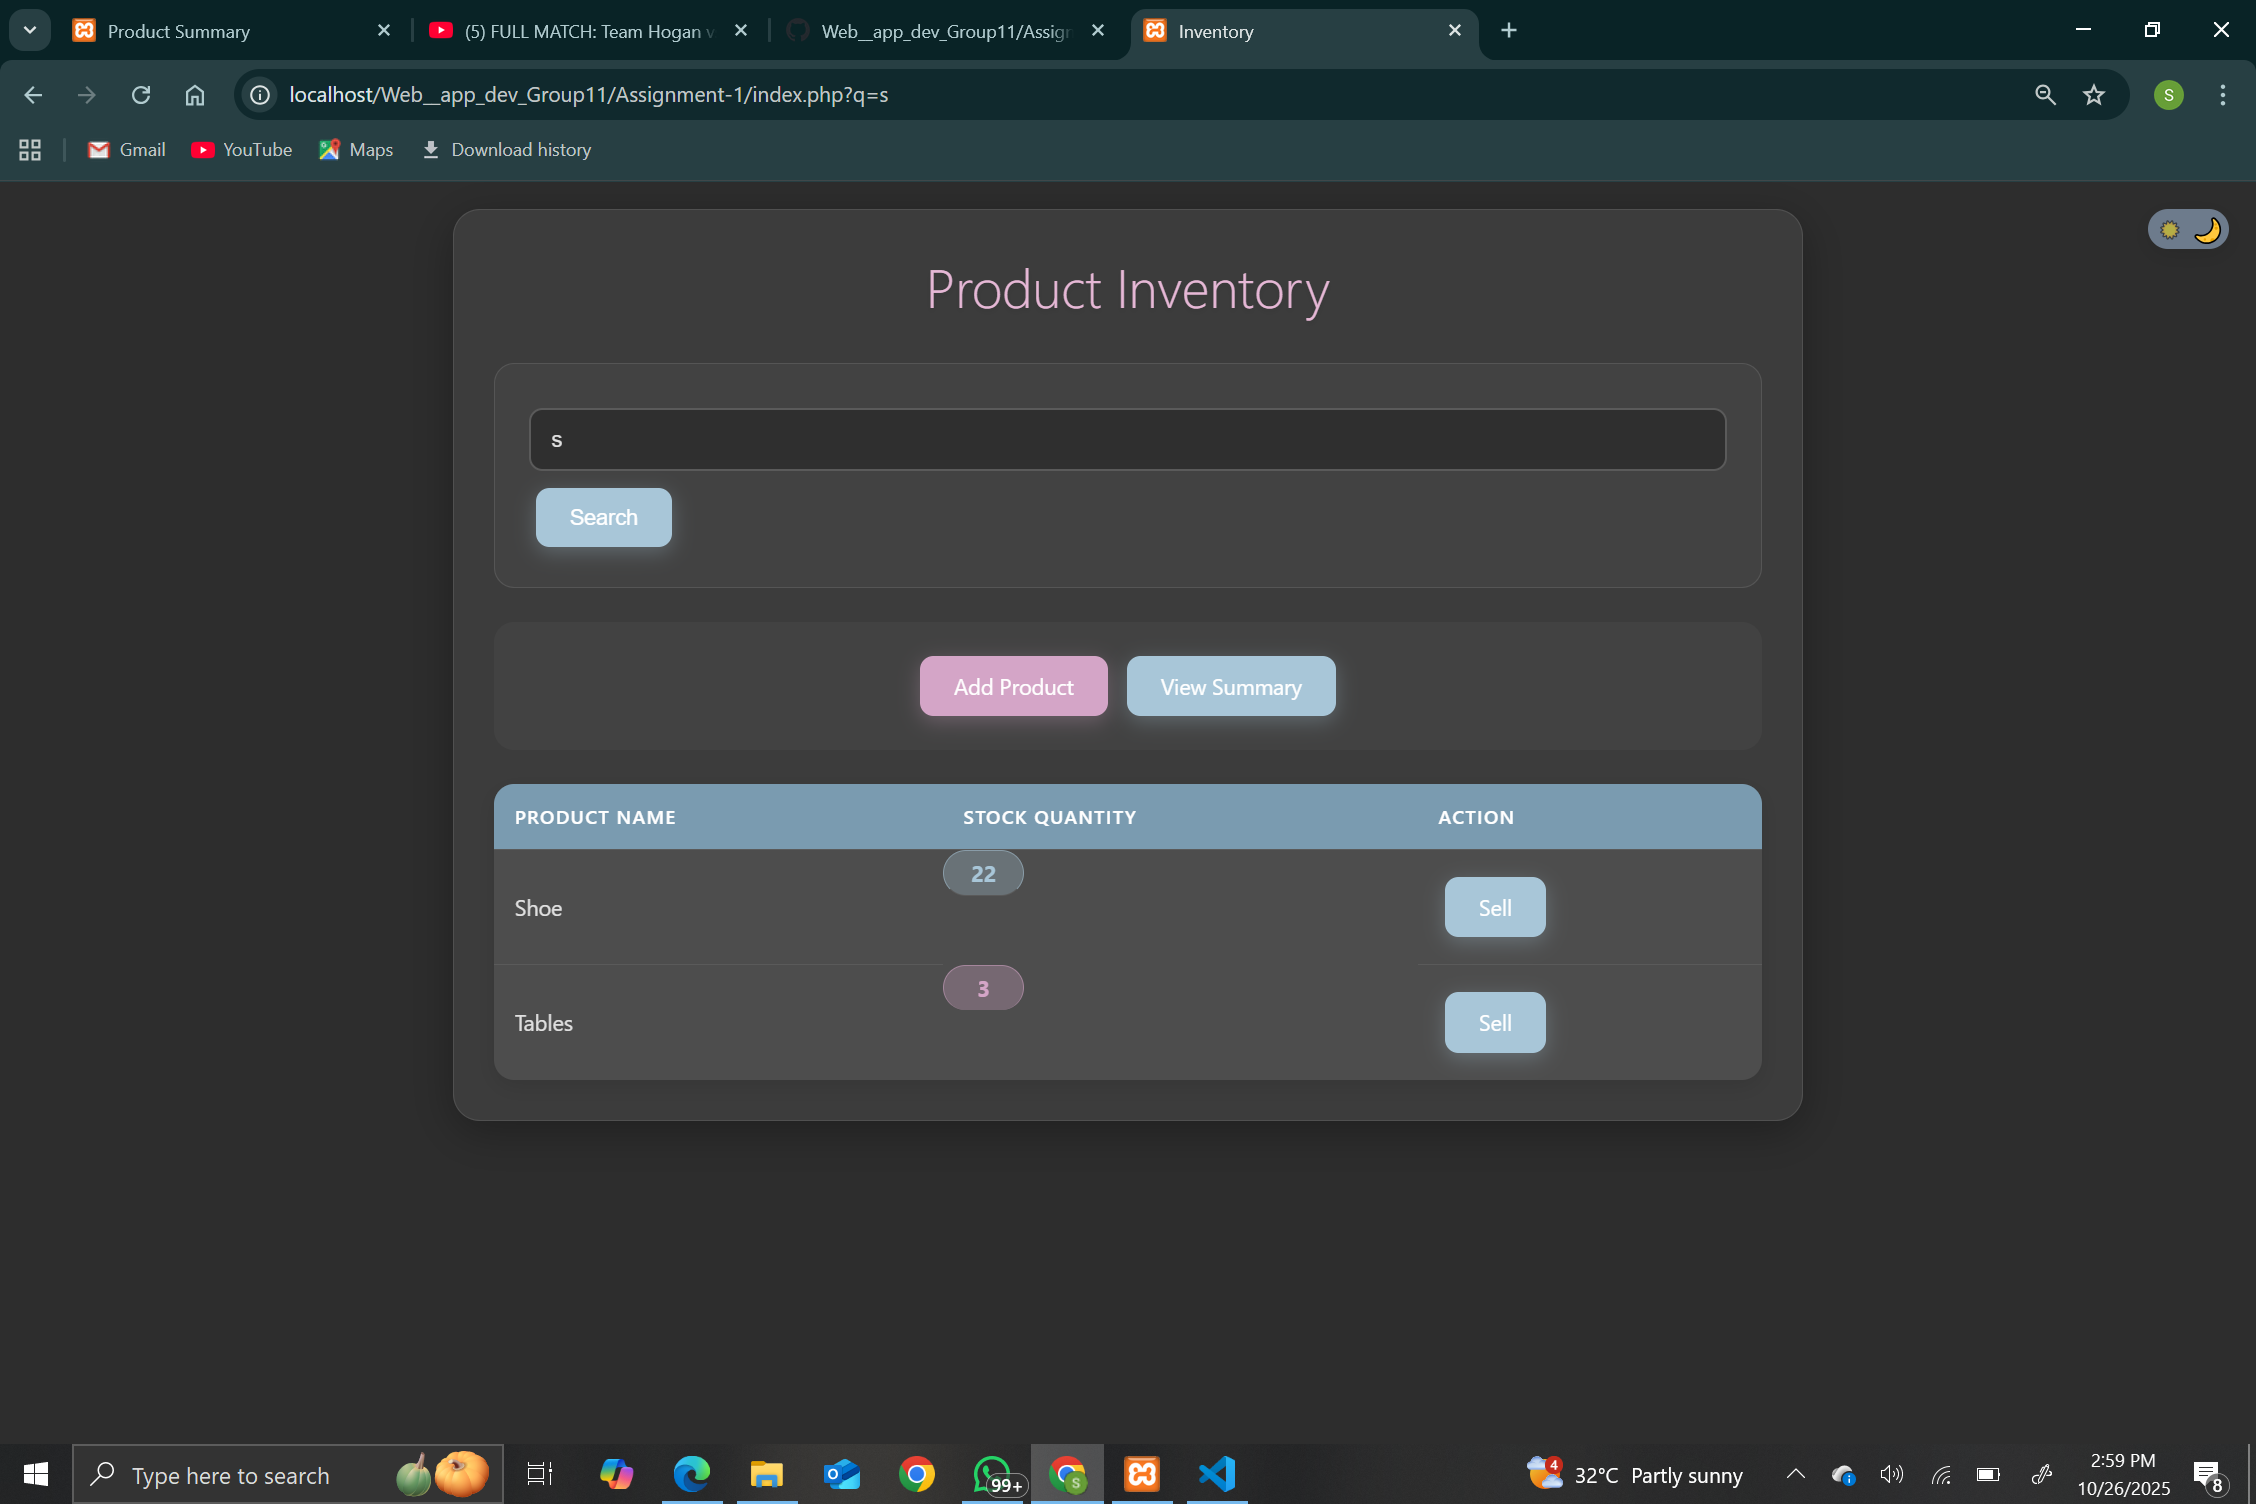 Product Summary
(5) FULL MATCH: Team Hogan v
Web__app_dev_Group11/Assign
Inventory
localhost/Web__app_dev_Group11/Assignment-1/index.php?q=s
S
Gmail
YouTube
Maps
Download history
Product Inventory
s
Search
Add Product
View Summary
PRODUCT NAME
STOCK QUANTITY
ACTION
Shoe
22
Sell
Tables
3
Sell
Type here to search
99+
S
4
32°C Partly sunny
2:59 PM
10/26/2025
8